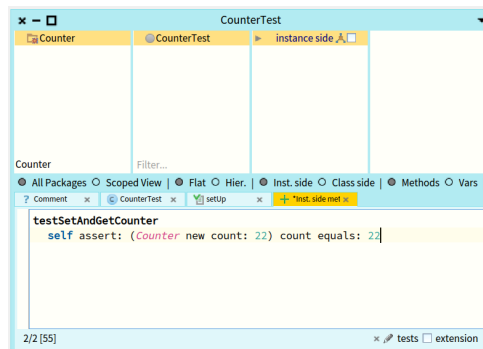 CounterTest
Counter
CounterTest
instance side
Counter
Filter...
All Packages Scoped View | Flat Hier. | Inst. side Class side | Methods Vars
? Comment x CounterTest x setUp x *Inst. side met x
testSetAndGetCounter
self assert: (Counter new count: 22) count equals: 22
2/2 [55] x tests extension